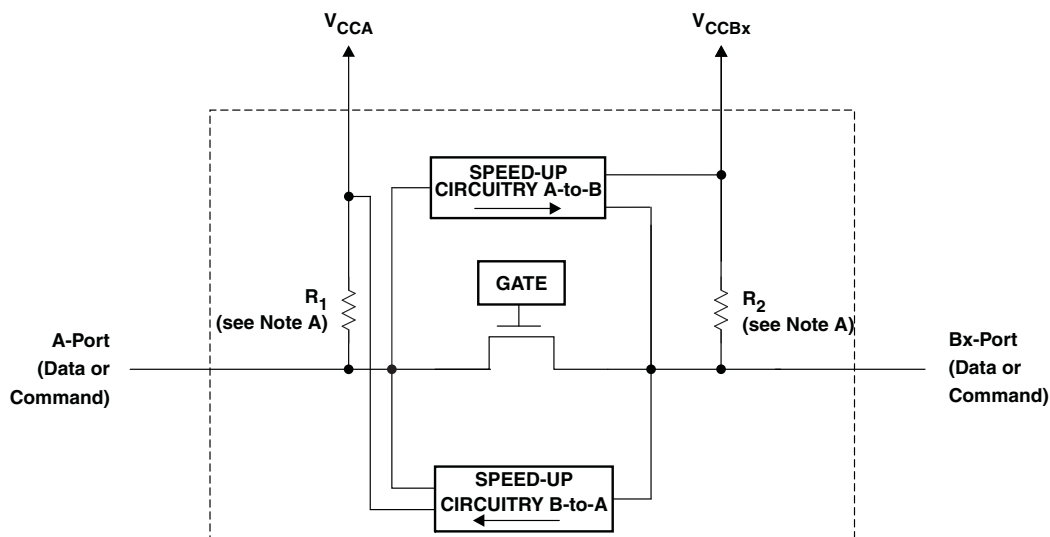 VCCA
VCCBx
SPEED-UP
CIRCUITRY A-to-B
GATE
R1
(see Note A)
R2
(see Note A)
A-Port
(Data or
Command)
Bx-Port
(Data or
Command)
SPEED-UP
CIRCUITRY B-to-A